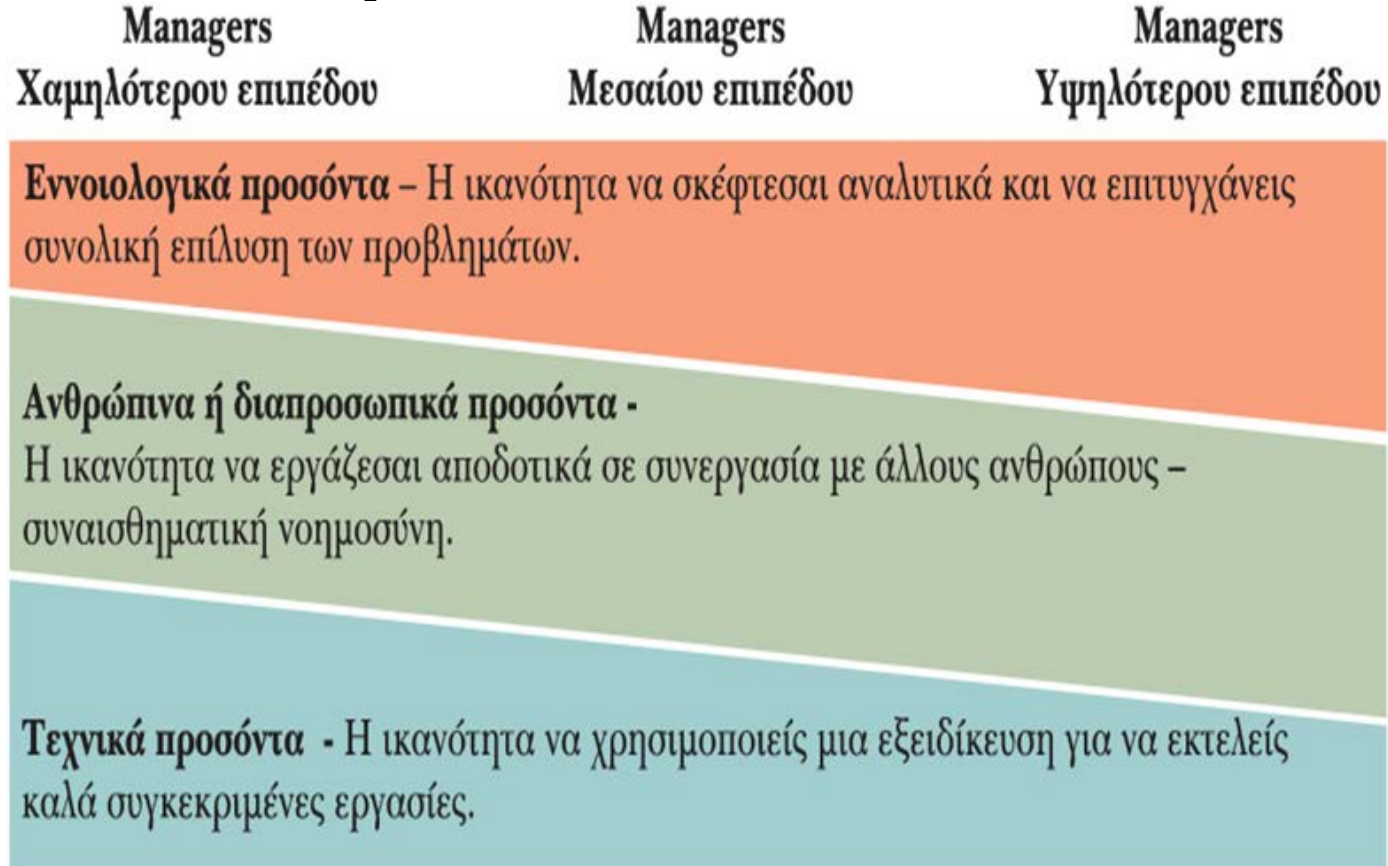 Managers Managers Managers
Χαμηλότερου επιπέδου Μεσαίου επιπέδου Υψηλότερου επιπέδου
Εννοιολογικά προσόντα – Η ικανότητα να σκέφτεσαι αναλυτικά και να επιτυγχάνεις
συνολική επίλυση των προβλημάτων.
Ανθρώπινα ή διαπροσωπικά προσόντα -
Η ικανότητα να εργάζεσαι αποδοτικά σε συνεργασία με άλλους ανθρώπους –
συναισθηματική νοημοσύνη.
Τεχνικά προσόντα - Η ικανότητα να χρησιμοποιείς μια εξειδίκευση για να εκτελείς
καλά συγκεκριμένες εργασίες.